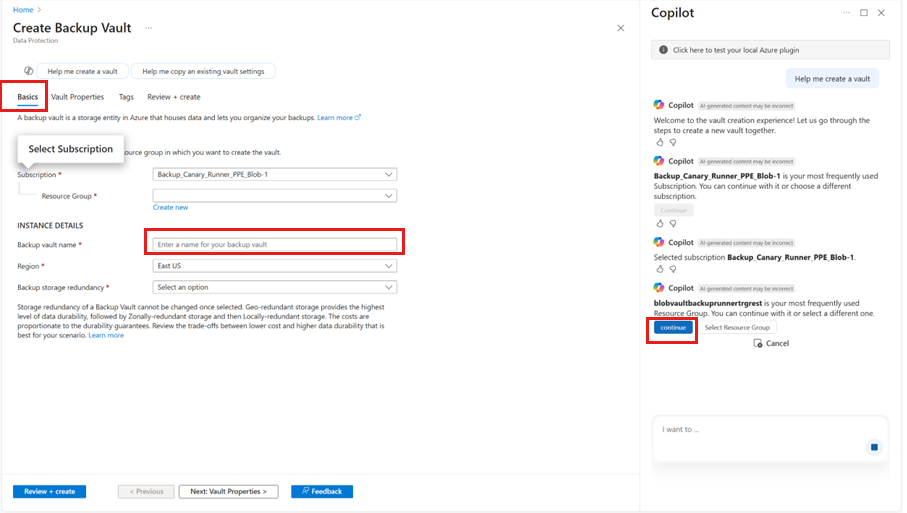 Home >
Create Backup Vault ...
Data Protection
Help me create a vault
Help me copy an existing vault settings
Basics Vault Properties Tags Review + create
A backup vault is a storage entity in Azure that houses data and lets you organize your backups. Learn more
Select Subscription
source group in which you want to create the vault.
Subscription *
Backup_Canary_Runner_PPE_Blob-1
Resource Group *
Create new
INSTANCE DETAILS
Backup vault name *
Enter a name for your backup vault
Region *
East US
Backup storage redundancy *
Select an option
Storage redundancy of a Backup Vault cannot be changed once selected. Geo-redundant storage provides the highest
level of data durability, followed by Zonally-redundant storage and then Locally-redundant storage. The costs are
proportionate to the durability guarantees. Review the trade-offs between lower cost and higher data durability that is
best for your scenario. Learn more
Review + create
< Previous
Next: Vault Properties >
Feedback
Copilot
...
Click here to test your local Azure plugin
Help me create a vault
Copilot AI-generated content may be incorrect
Welcome to the vault creation experience! Let us go through the
steps to create a new vault together.
Copilot AI-generated content may be incorrect
Backup_Canary_Runner_PPE_Blob-1 is your most frequently used
Subscription. You can continue with it or choose a different
subscription.
Continue
Copilot AI-generated content may be incorrect
Selected subscription Backup_Canary_Runner_PPE_Blob-1.
Copilot AI-generated content may be incorrect
blobvaultbackuprunnertrgrest is your most frequently used
Resource Group. You can continue with it or select a different one.
continue
Select Resource Group
Cancel
I want to ...